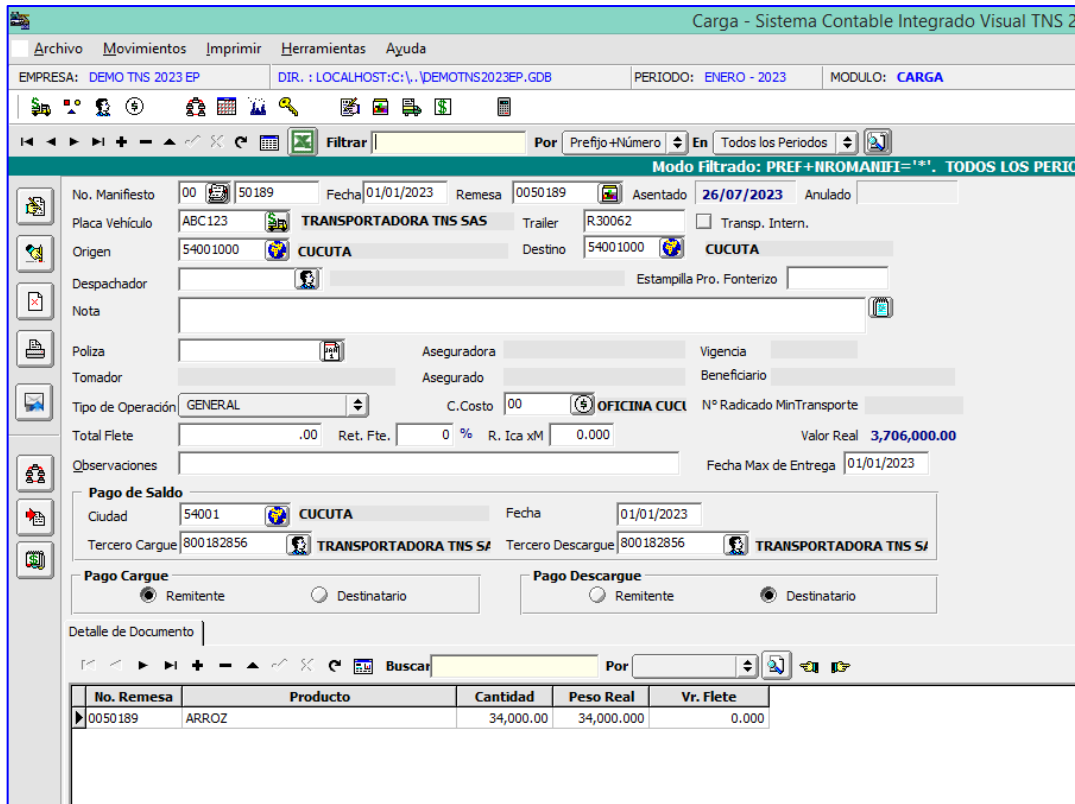 Carga - Sistema Contable Integrado Visual TNS 2
Archivo Movimientos Imprimir Herramientas Ayuda
EMPRESA: DEMO TNS 2023 EP DIR. : LOCALHOST:C:\..\DEMOTNS2023EP.GDB PERIODO: ENERO - 2023 MODULO: CARGA
Filtrar Por Prefijo+Número En Todos los Periodos
Modo Filtrado: PREF+NROMANIFI='*'. TODOS LOS PERIO
No. Manifiesto 00 50189 Fecha 01/01/2023 Remesa 0050189 Asentado 26/07/2023 Anulado
Placa Vehículo ABC123 TRANSPORTADORA TNS SAS Trailer R30062 Transp. Intern.
Origen 54001000 CUCUTA Destino 54001000 CUCUTA
Despachador Estampilla Pro. Fonterizo
Nota
Poliza Aseguradora Vigencia
Tomador Asegurado Beneficiario
Tipo de Operación GENERAL C.Costo 00 OFICINA CUCU N° Radicado MinTransporte
Total Flete .00 Ret. Fte. 0 % R. Ica xM 0.000 Valor Real 3,706,000.00
Observaciones Fecha Max de Entrega 01/01/2023
Pago de Saldo
Ciudad 54001 CUCUTA Fecha 01/01/2023
Tercero Cargue 800182856 TRANSPORTADORA TNS SA Tercero Descargue 800182856 TRANSPORTADORA TNS SA
Pago Cargue Pago Descargue
Remitente Destinatario Remitente Destinatario
Detalle de Documento
Buscar Por
No. Remesa Producto Cantidad Peso Real Vr. Flete
0050189 ARROZ 34,000.00 34,000.000 0.000